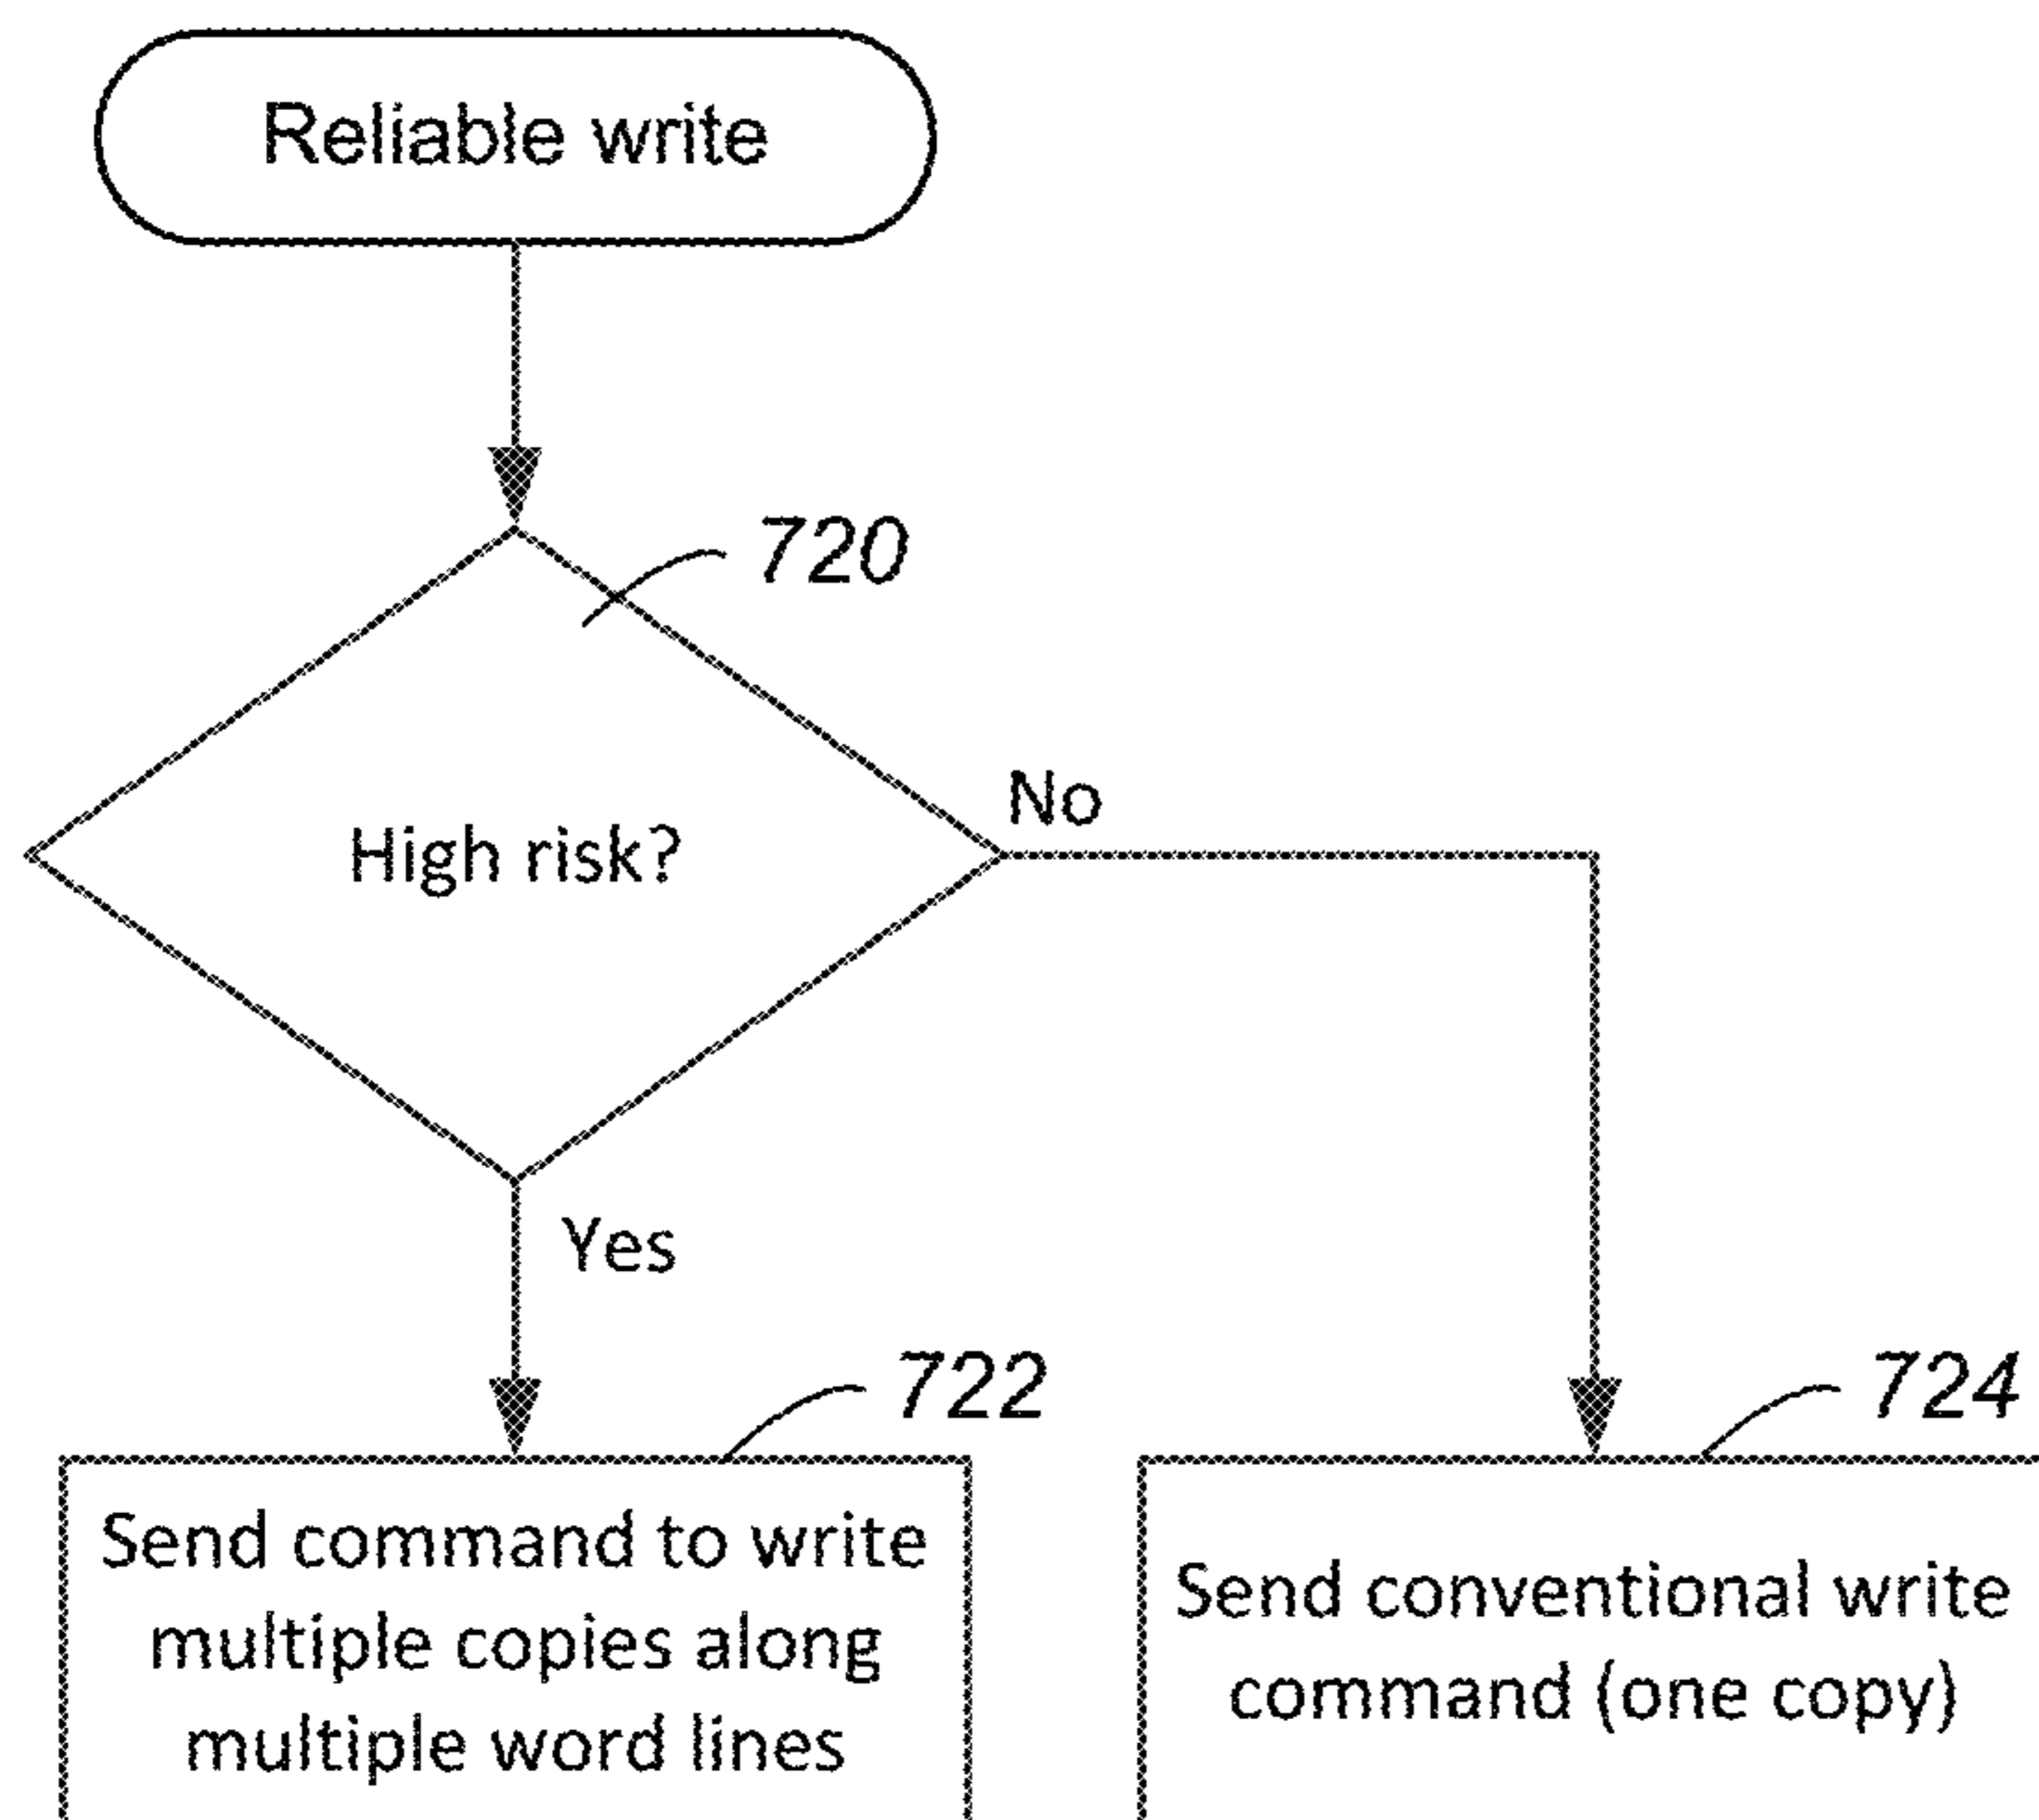 Reliable write
720
High risk?
No
Yes
722
724
Send command to write
multiple copies along
multiple word lines
Send conventional write
command (one copy)